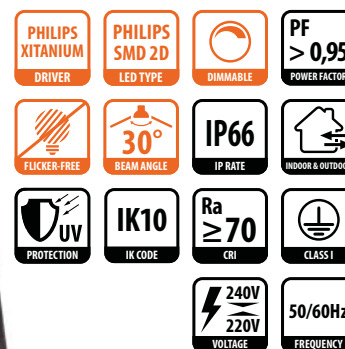 PHILIPS
XITANIUM
DRIVER
PHILIPS
SMD 2D
LED TYPE
DIMMABLE
PF
> 0,95
POWER FACTOR
FLICKER-FREE
30°
BEAM ANGLE
IP66
IP RATE
INDOOR & OUTDOOR
UV
PROTECTION
IK10
IK CODE
Ra
≥70
CRI
CLASS I
240V
220V
VOLTAGE
50/60Hz
FREQUENCY